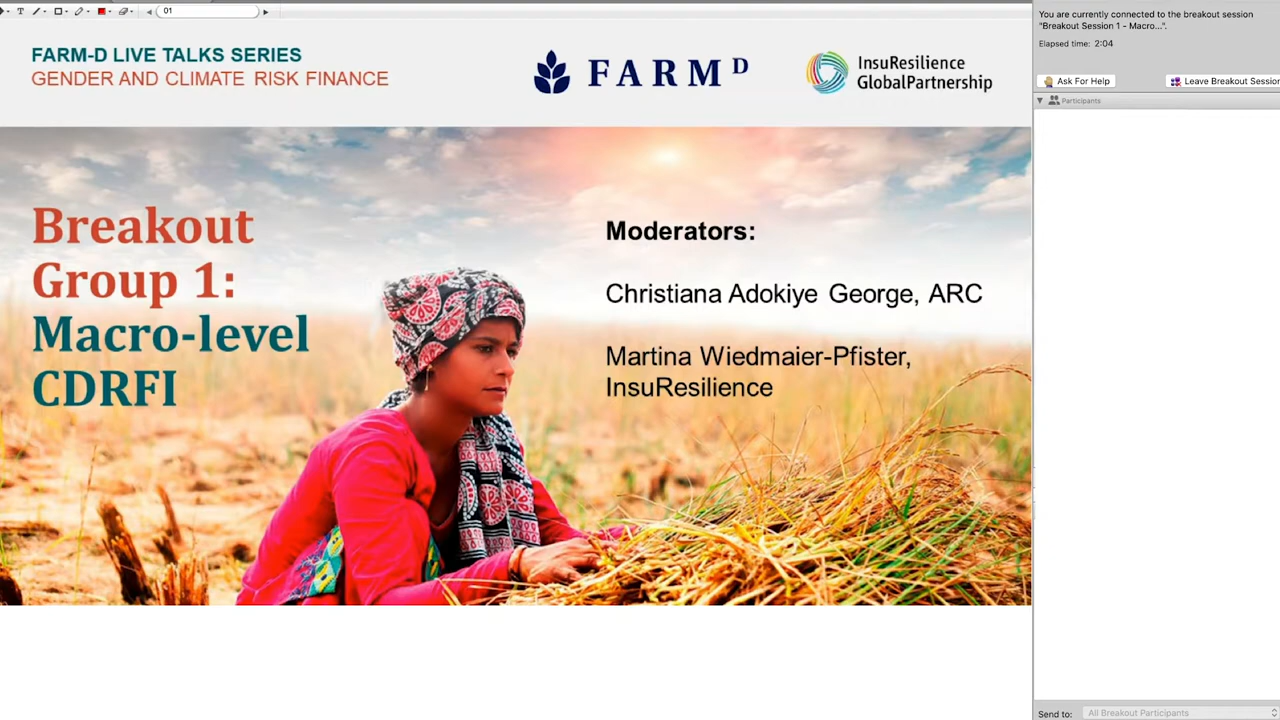 T
01
You are currently connected to the breakout session
"Breakout Session 1 - Macro...".
Elapsed time: 2:04
Ask For Help
Leave Breakout Session
Participants
FARM-D LIVE TALKS SERIES
GENDER AND CLIMATE RISK FINANCE
FARM D
InsuResilience
GlobalPartnership
Breakout
Group 1:
Macro-level
CDRFI
Moderators:
Christiana Adokiye George, ARC
Martina Wiedmaier-Pfister,
InsuResilience
Send to:
All Breakout Participants